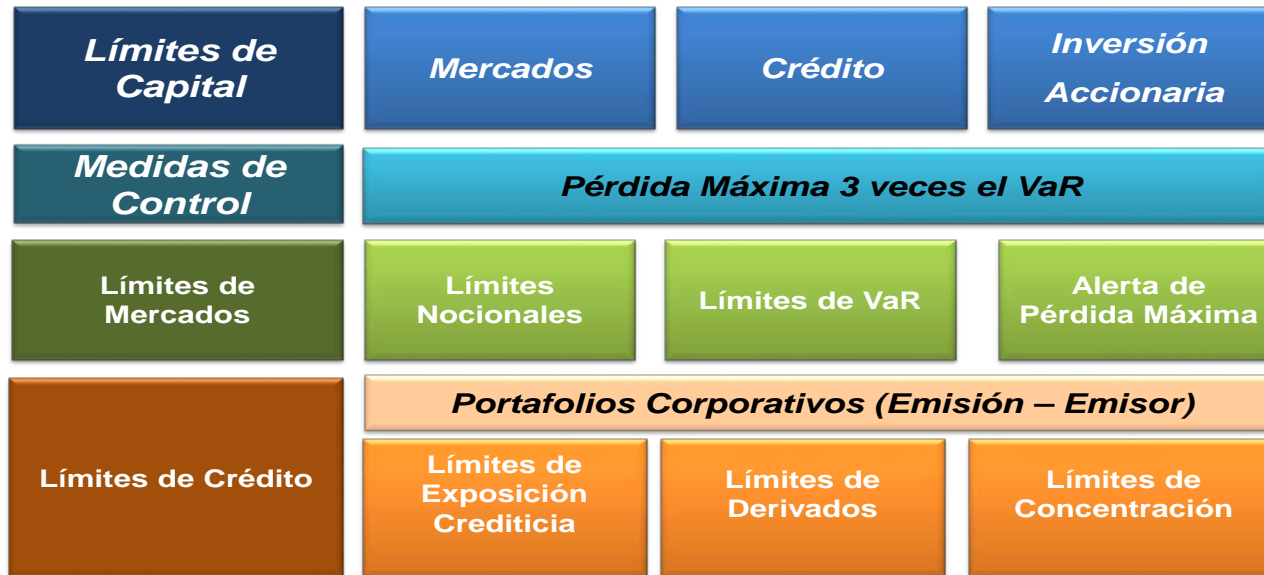 Límites de
Capital
Mercados
Crédito
Inversión
Accionaria
Medidas de
Control
Pérdida Máxima 3 veces el VaR
Límites de
Mercados
Límites
Nocionales
Límites de VaR
Alerta de
Pérdida Máxima
Límites de Crédito
Portafolios Corporativos (Emisión – Emisor)
Límites de
Exposición
Crediticia
Límites de
Derivados
Límites de
Concentración